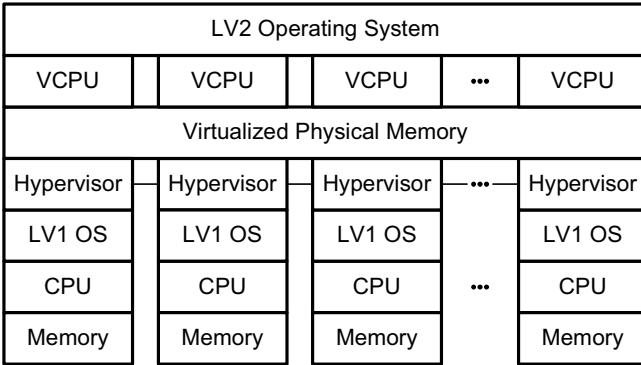 LV2 Operating System
VCPU VCPU VCPU ••• VCPU
Virtualized Physical Memory
Hypervisor Hypervisor Hypervisor ••• Hypervisor
LV1 OS LV1 OS LV1 OS LV1 OS
CPU CPU CPU ••• CPU
Memory Memory Memory Memory